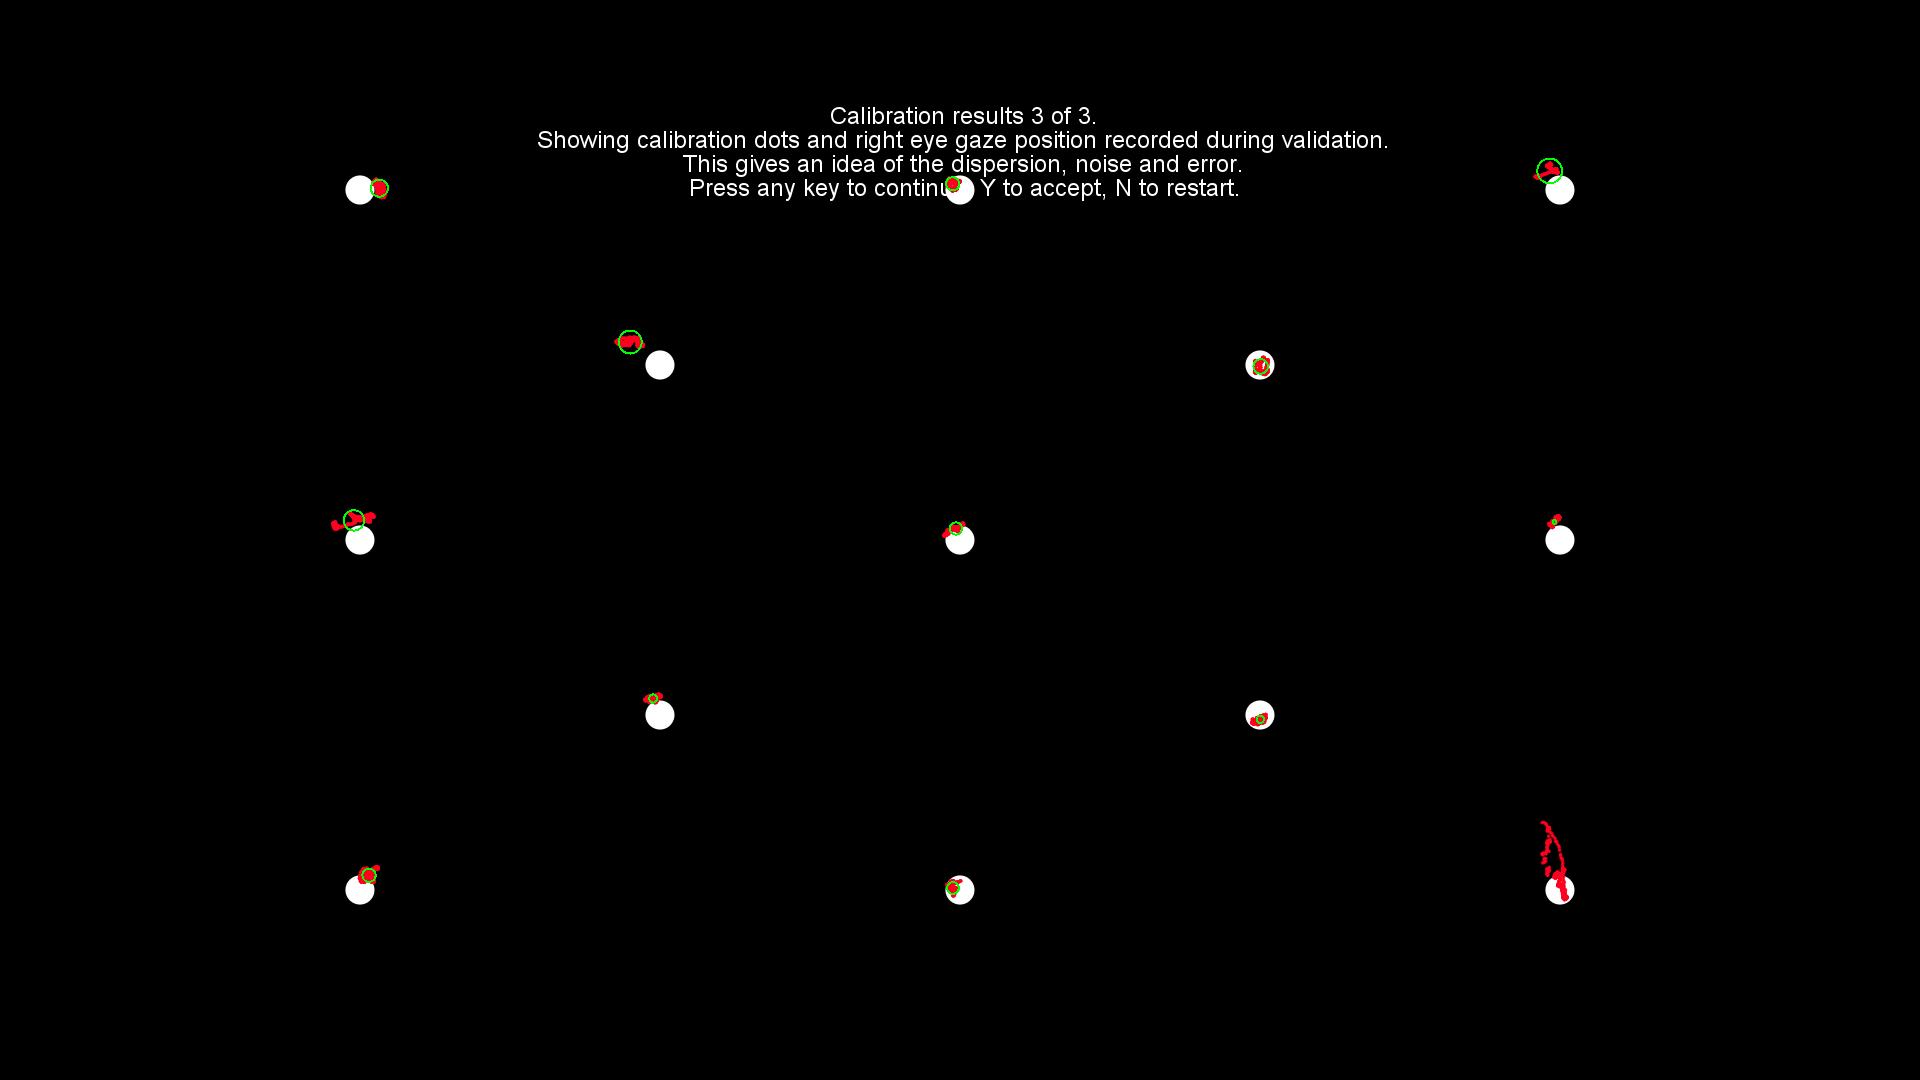 Calibration results 3 of 3.
Showing calibration dots and right eye gaze position recorded during validation.
This gives an idea of the dispersion, noise and error.
Press any key to continu Y to accept, N to restart.